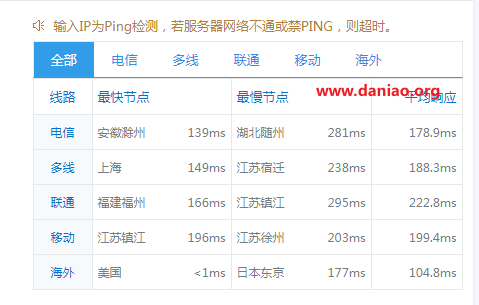 输入IP为Ping检测，若服务器网络不通或禁PING，则超时。
全部 电信 多线 联通 移动 海外
www.daniao.org
线路 最快节点 最慢节点 平均响应
电信 安徽滁州 139ms 湖北随州 281ms 178.9ms
多线 上海 149ms 江苏宿迁 238ms 188.3ms
联通 福建福州 166ms 江苏镇江 295ms 222.8ms
移动 江苏镇江 196ms 江苏徐州 203ms 199.4ms
海外 美国 <1ms 日本东京 177ms 104.8ms